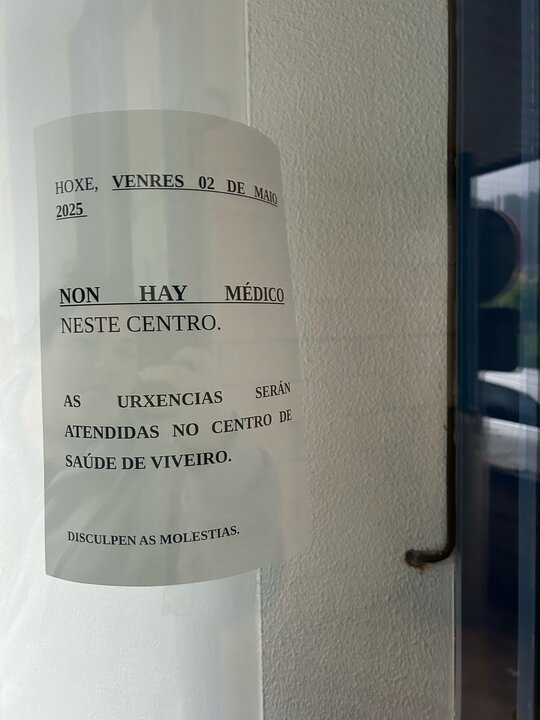 HOXE, VENRES 02 DE MAIO
2025
NON HAY MÉDICO
NESTE CENTRO.
AS URXENCIAS SERÁN
ATENDIDAS NO CENTRO DE
SAÚDE DE VIVEIRO.
DISCULPEN AS MOLESTIAS.